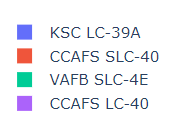 KSC LC-39A
CCAFS SLC-40
VAFB SLC-4E
CCAFS LC-40